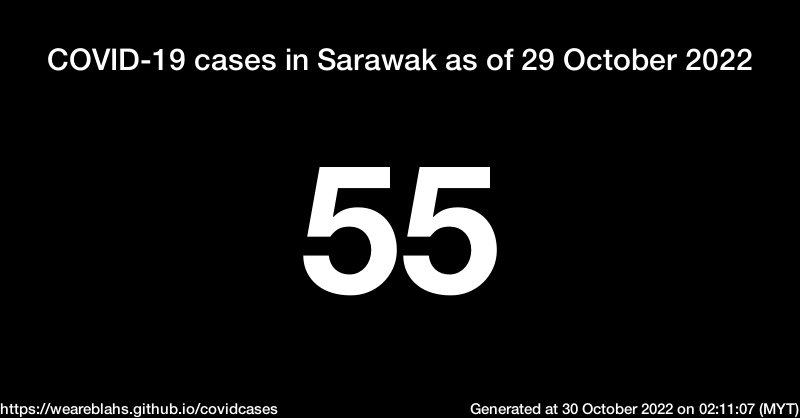 COVID-19 cases in Sarawak as of 29 October 2022
55
https://weareblahs.github.io/covidcases
Generated at 30 October 2022 on 02:11:07 (MYT)